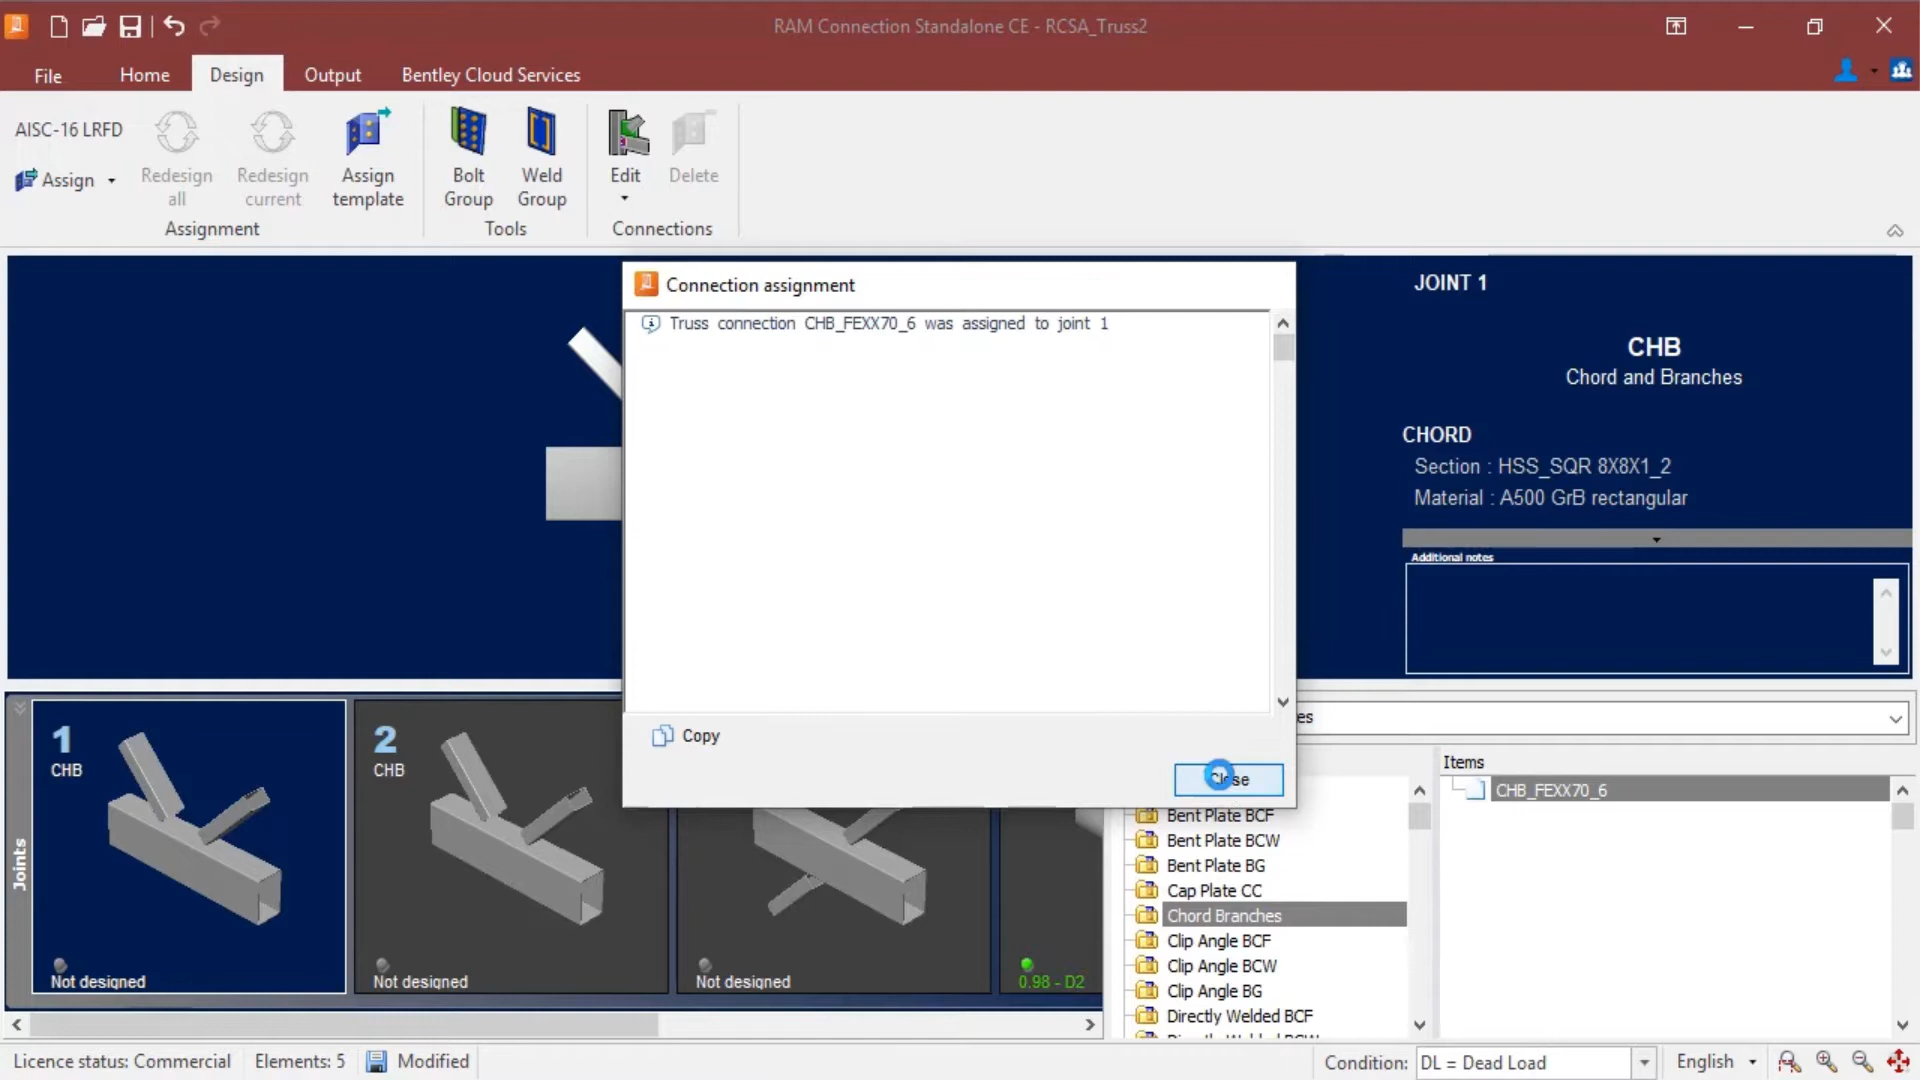 RAM Connection Standalone CE - RCSA_Truss2
File
Home
Design
Output
Bentley Cloud Services
AISC-16 LRFD
Assign
Redesign all
Redesign current
Assign template
Assignment
Bolt Group
Weld Group
Tools
Edit
Delete
Connections
Connection assignment
Truss connection CHB_FEXX70_6 was assigned to joint 1
Copy
Close
JOINT 1
CHB
Chord and Branches
CHORD
Section : HSS_SQR 8X8X1_2
Material : A500 GrB rectangular
Additional notes
Joints
1
CHB
Not designed
2
CHB
Not designed
Not designed
0.98 - D2
es
Bent Plate BCF
Bent Plate BCW
Bent Plate BG
Cap Plate CC
Chord Branches
Clip Angle BCF
Clip Angle BCW
Clip Angle BG
Directly Welded BCF
Directly Welded BCW
Items
CHB_FEXX70_6
Licence status: Commercial
Elements: 5
Modified
Condition:
DL = Dead Load
English